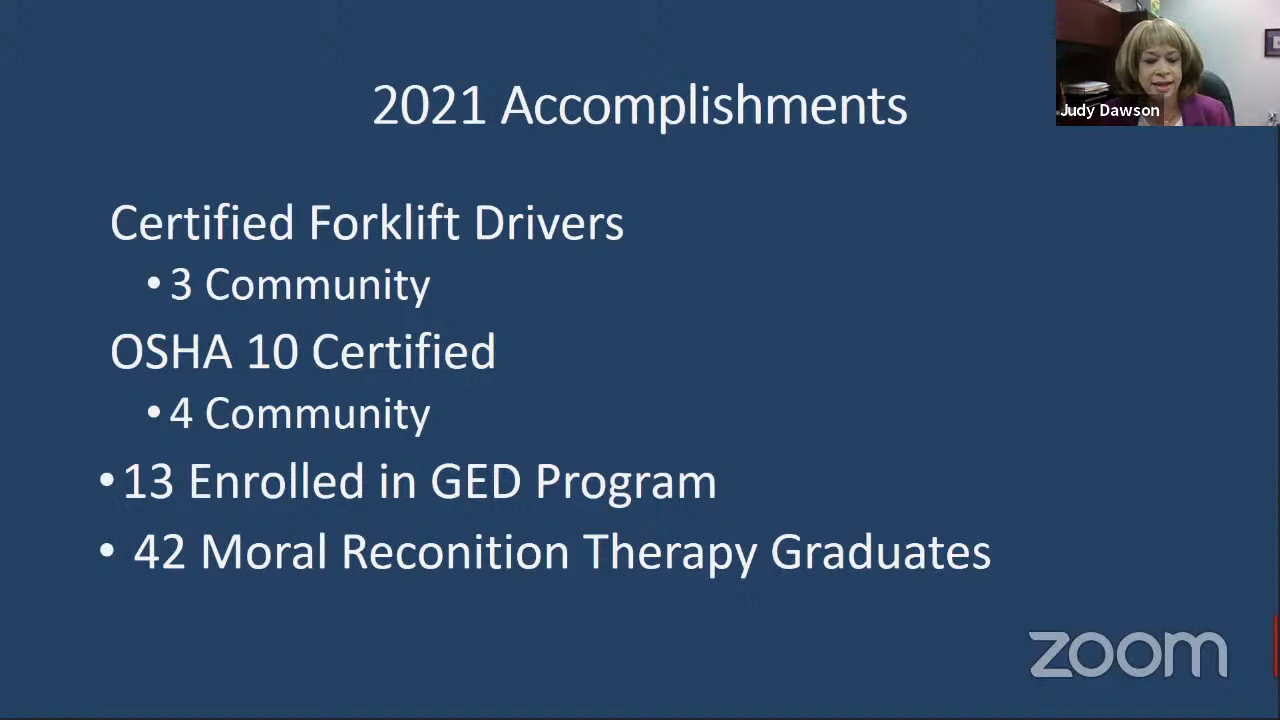 2021 Accomplishments
Judy Dawson
Certified Forklift Drivers
• 3 Community
OSHA 10 Certified
• 4 Community
• 13 Enrolled in GED Program
• 42 Moral Reconition Therapy Graduates
zoom